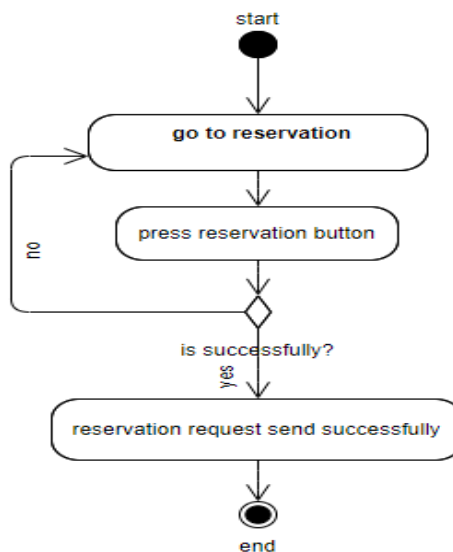 start
go to reservation
press reservation button
no
is successfully?
yes
reservation request send successfully
end